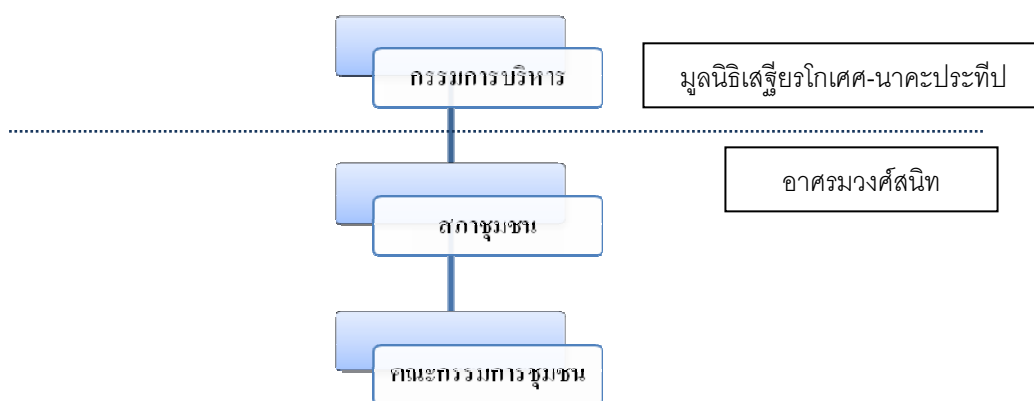 กรรมการบริหาร
มูลนิธิเสฐียรโกเศศ-นาคะประทีป
อาศรมวงศ์สนิท
สภาชุมชน
คณะกรรมการชุมชน